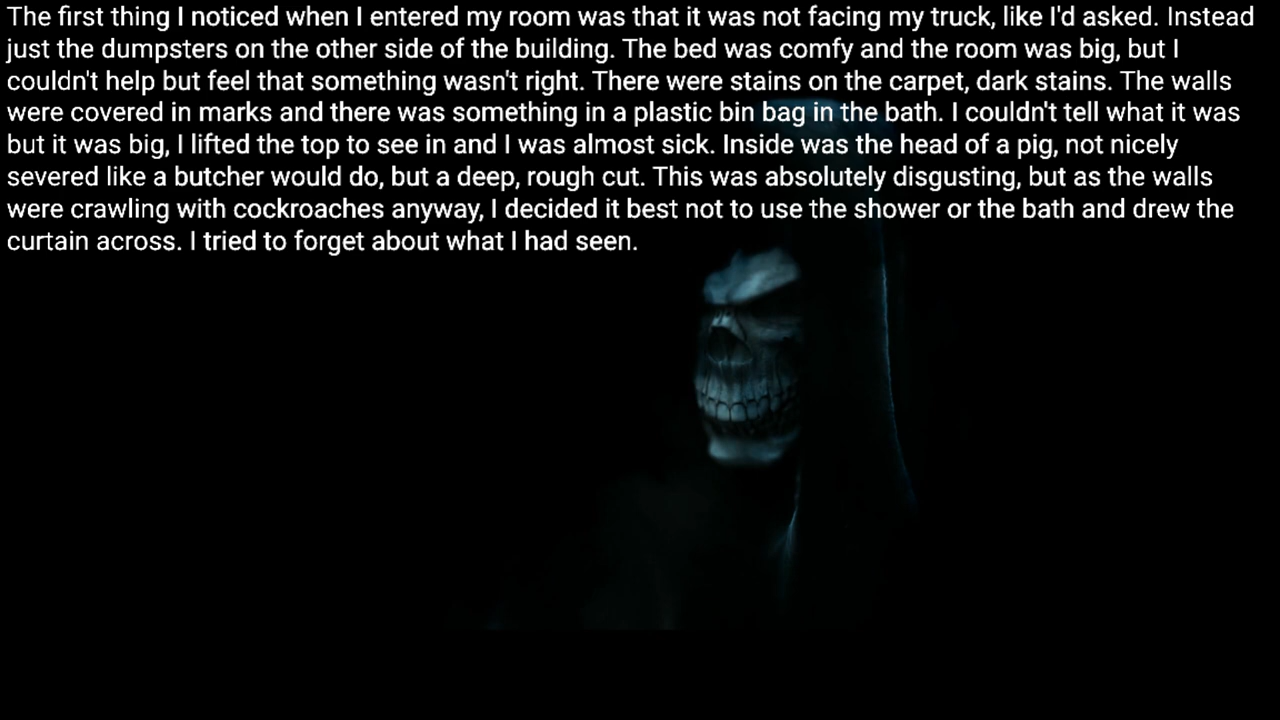 The first thing I noticed when I entered my room was that it was not facing my truck, like I'd asked. Instead
just the dumpsters on the other side of the building. The bed was comfy and the room was big, but I
couldn't help but feel that something wasn't right. There were stains on the carpet, dark stains. The walls
were covered in marks and there was something in a plastic bin bag in the bath. I couldn't tell what it was
but it was big, I lifted the top to see in and I was almost sick. Inside was the head of a pig, not nicely
severed like a butcher would do, but a deep, rough cut. This was absolutely disgusting, but as the walls
were crawling with cockroaches anyway, I decided it best not to use the shower or the bath and drew the
curtain across. I tried to forget about what I had seen.